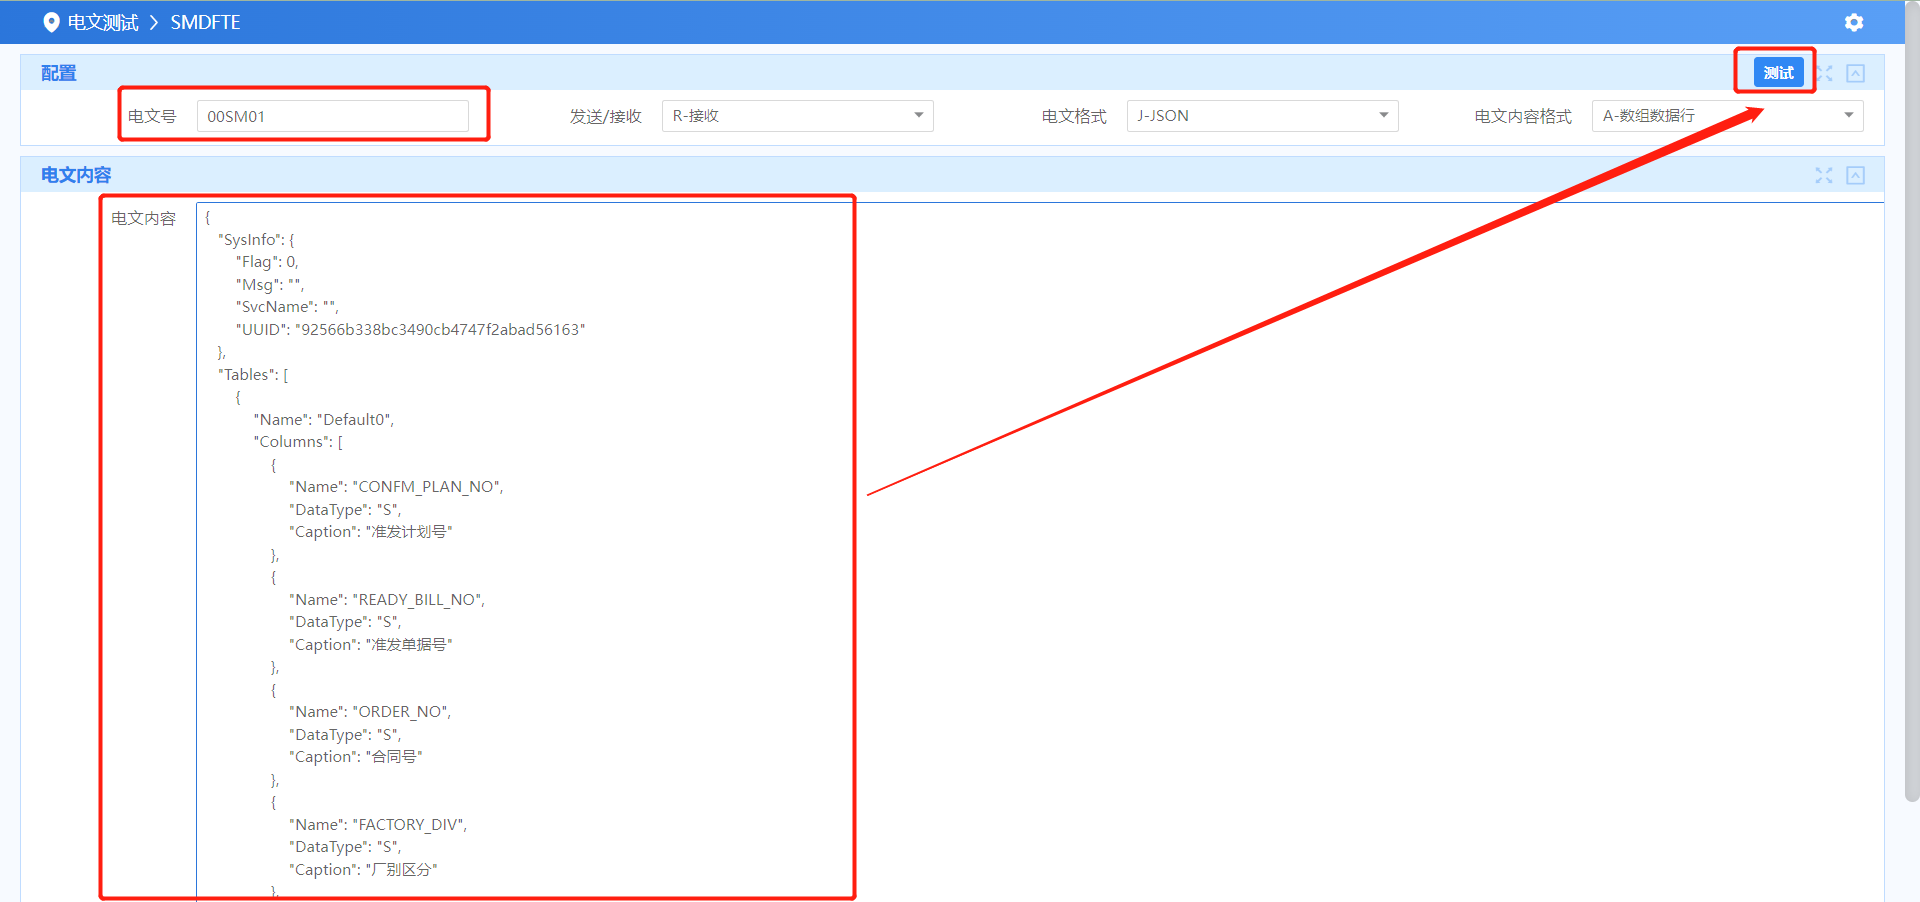 电文测试 > SMDFTE
配置
测试
电文号 00SM01 发送/接收 R-接收 电文格式 J-JSON 电文内容格式 A-数组数据行
电文内容
电文内容
{
"SysInfo": {
"Flag": 0,
"Msg": "",
"SvcName": "",
"UUID": "92566b338bc3490cb4747f2abad56163"
},
"Tables": [
{
"Name": "Default0",
"Columns": [
{
"Name": "CONFM_PLAN_NO",
"DataType": "S",
"Caption": "准发计划号"
},
{
"Name": "READY_BILL_NO",
"DataType": "S",
"Caption": "准发单据号"
},
{
"Name": "ORDER_NO",
"DataType": "S",
"Caption": "合同号"
},
{
"Name": "FACTORY_DIV",
"DataType": "S",
"Caption": "厂别区分"
},